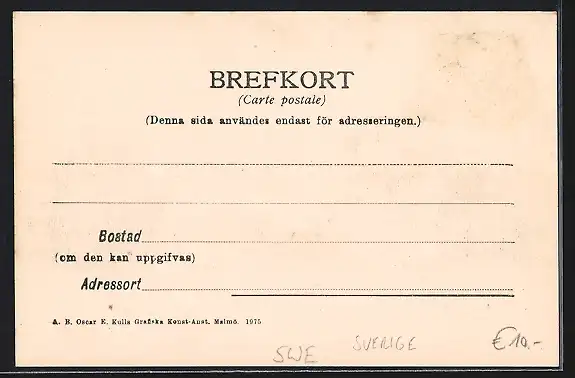 BREFKORT
(Carte postale)
(Denna sida användes endast för adresseringen.)
Bostad
(om den kan uppgifvas)
Adressort
A. B. Oscar E. Kulls Grafiska Konst-Anst. Malmö. 1975
SWE SVERIGE €10.-